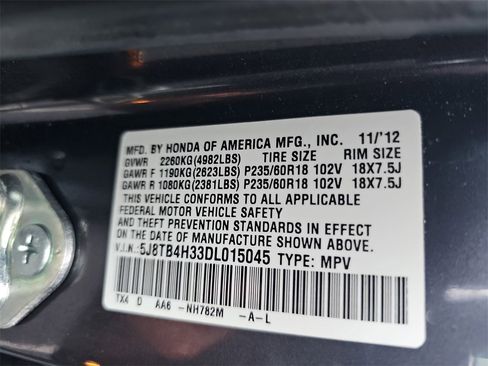 MFD. BY HONDA OF AMERICA MFG., INC. 11/'12
GVWR 2260KG(4982LBS) TIRE SIZE RIM SIZE
GAWR F 1190KG(2623LBS) P235/60R18 102V 18X7.5J
GAWR R 1080KG(2381LBS) P235/60R18 102V 18X7.5J
THIS VEHICLE CONFORMS TO ALL APPLICABLE
FEDERAL MOTOR VEHICLE SAFETY
AND THEFT PREVENTION STANDARDS IN EFFECT
ON THE DATE OF MANUFACTURE SHOWN ABOVE.
V.I.N.:5J8TB4H33DL015045 TYPE: MPV
TX4 0 AA6 -NH782M -A-L